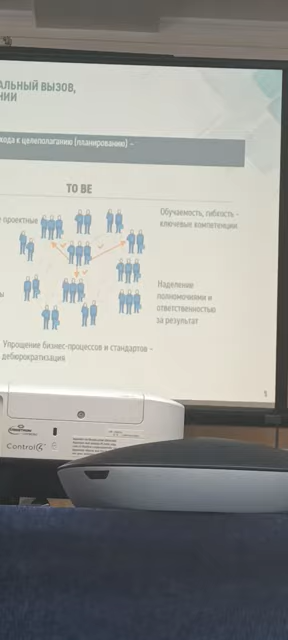 АЛЬНЫЙ ВЫЗОВ,
НИИ
хода к целеполаганию (планированию) –
TO BE
е проектные
Обучаемость, гибкость -
ключевые компетенции
Наделение
полномочиями и
ответственностью
за результат
ы
Упрощение бизнес-процессов и стандартов –
дебюрократизация
5
Control4